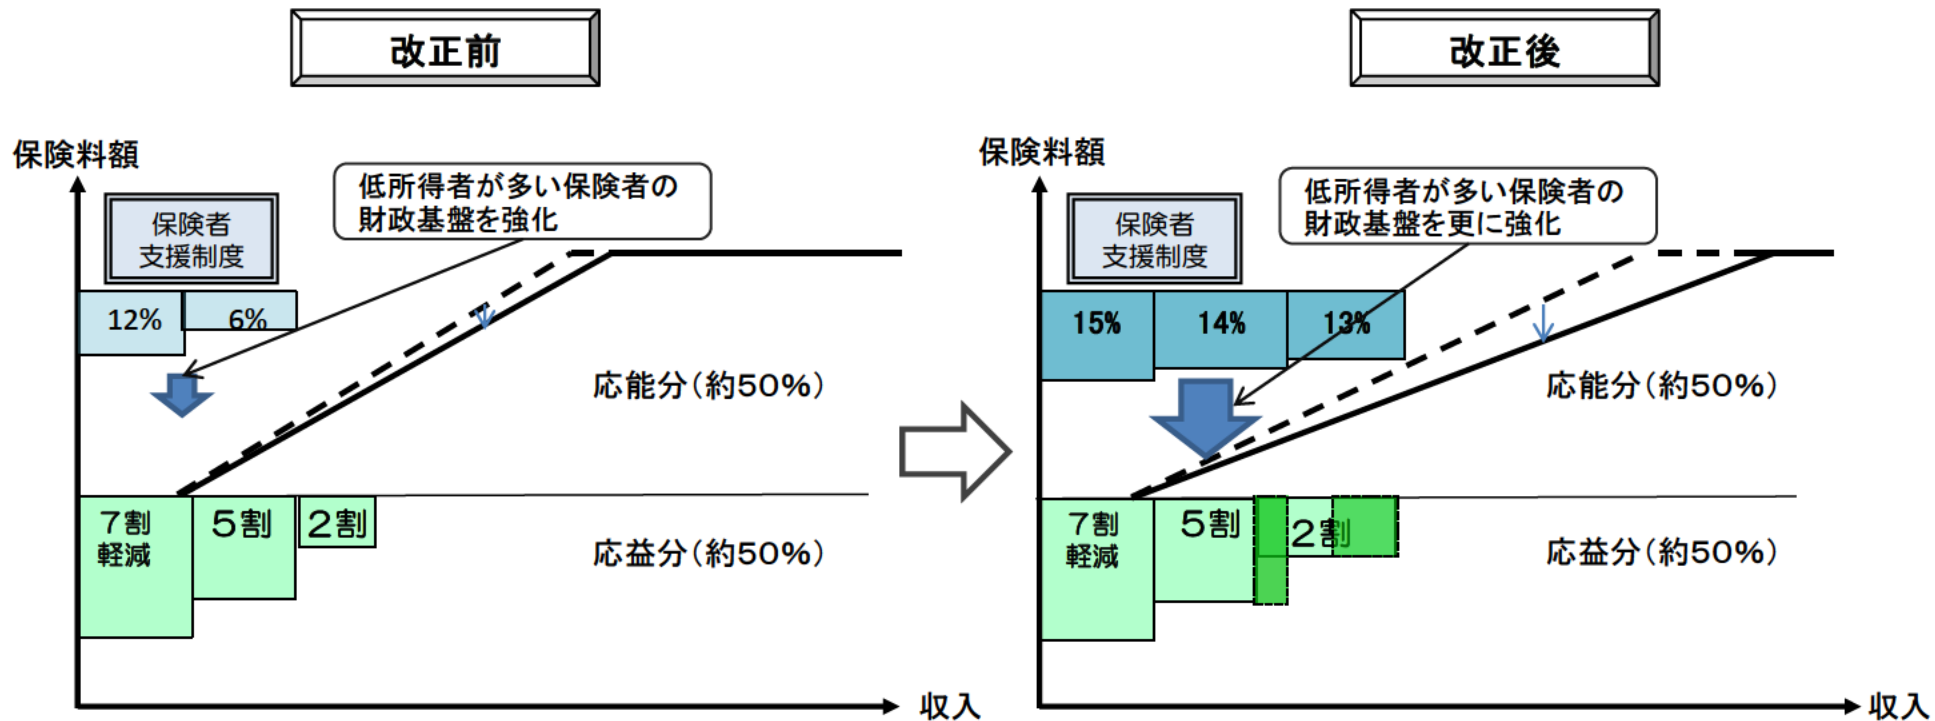 改正前
保険料額
保険者
支援制度
低所得者が多い保険者の
財政基盤を強化
12%
6%
応能分(約50%)
7割
軽減
5割
2割
応益分(約50%)
収入
改正後
保険料額
保険者
支援制度
低所得者が多い保険者の
財政基盤を更に強化
15%
14%
13%
応能分(約50%)
7割
軽減
5割
2割
応益分(約50%)
収入